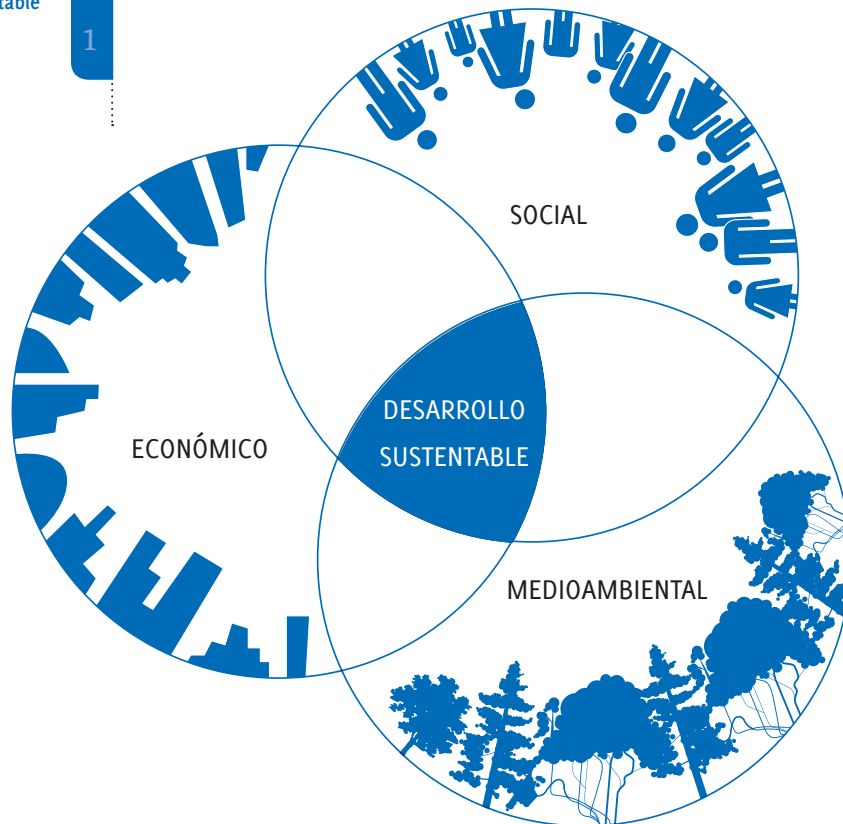 table
1
SOCIAL
DESARROLLO
SUSTENTABLE
ECONÓMICO
MEDIOAMBIENTAL